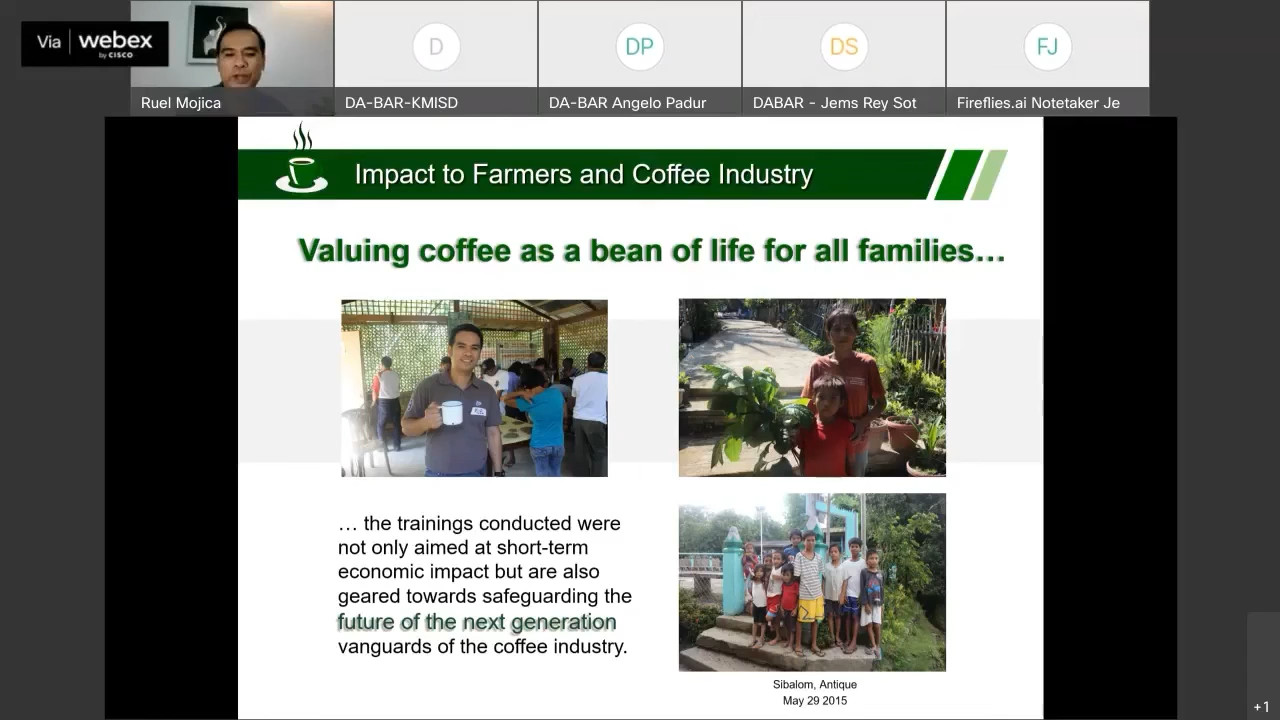 Via webex
by CISCO
Ruel Mojica
D
DA-BAR-KMISD
DP
DA-BAR Angelo Padur
DS
DABAR - Jems Rey Sot
FJ
Fireflies.ai Notetaker Je
Impact to Farmers and Coffee Industry
Valuing coffee as a bean of life for all families…
… the trainings conducted were
not only aimed at short-term
economic impact but are also
geared towards safeguarding the
future of the next generation
vanguards of the coffee industry.
Sibalom, Antique
May 29 2015
+1